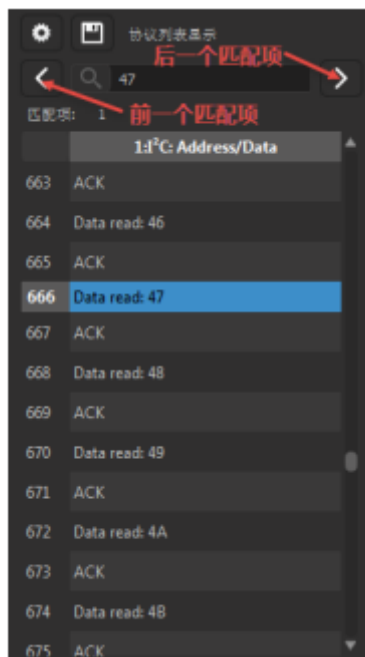 协议列表显示
后一个匹配项
47
匹配项: 1
前一个匹配项
1:I²C: Address/Data
663 ACK
664 Data read: 46
665 ACK
666 Data read: 47
667 ACK
668 Data read: 48
669 ACK
670 Data read: 49
671 ACK
672 Data read: 4A
673 ACK
674 Data read: 4B
675 ACK